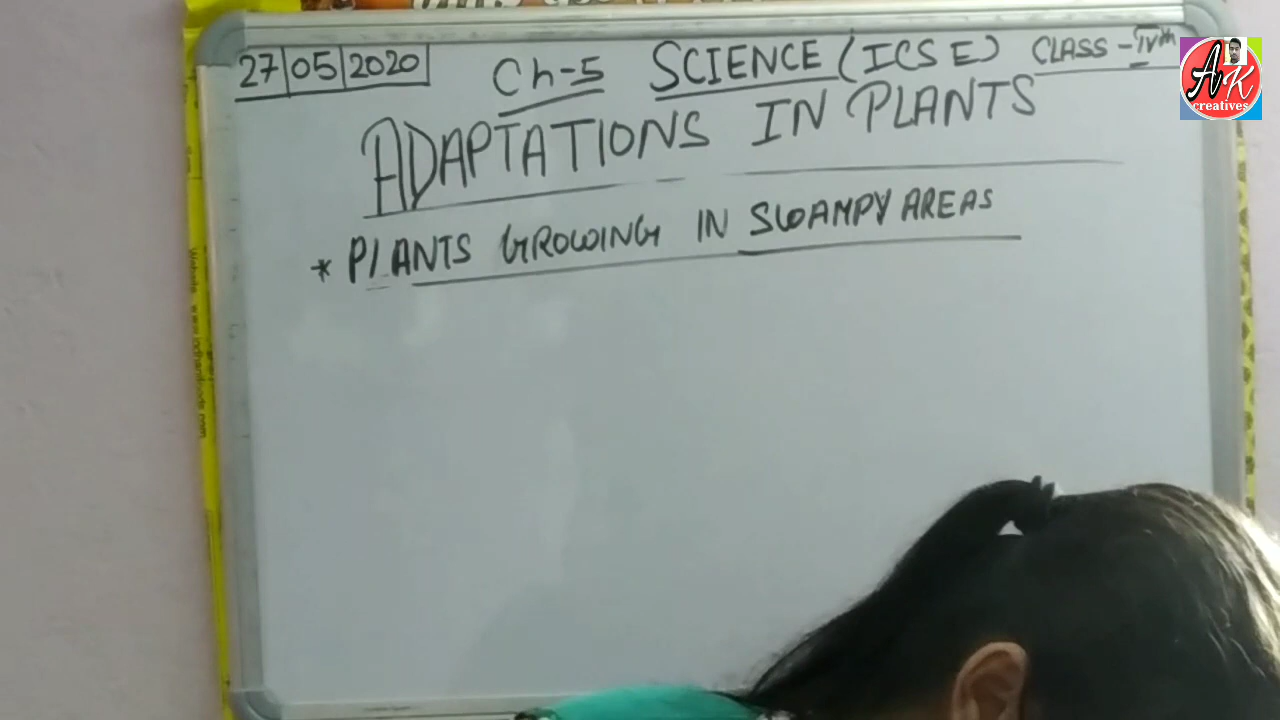 27|05|2020 Ch-5 SCIENCE (ICSE) CLASS-IVth
ADAPTATIONS IN PLANTS
* PLANTS GROWING IN SWAMPY AREAS
AK
creatives